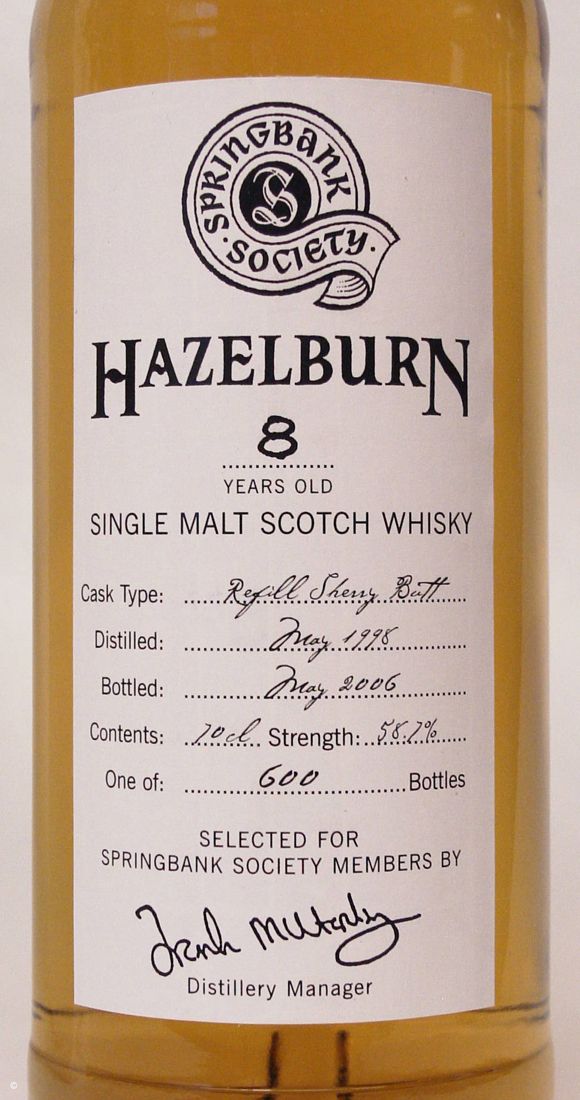 SPRINGBANK
· SOCIETY ·
S
HAZELBURN
8
YEARS OLD
SINGLE MALT SCOTCH WHISKY
Cask Type: Refill Sherry Butt
Distilled: May 1998
Bottled: May 2006
Contents: 70cl Strength: 58.7%
One of: 600 Bottles
SELECTED FOR
SPRINGBANK SOCIETY MEMBERS BY
Distillery Manager
©